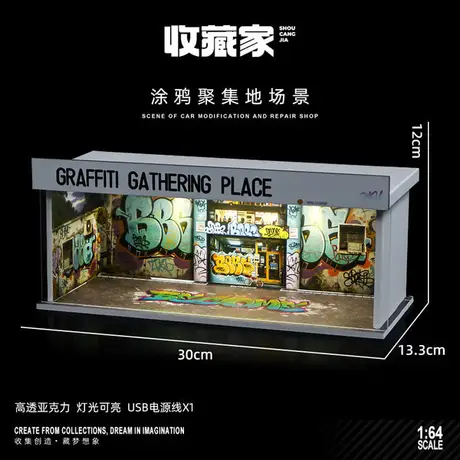 收藏家
SHOU
CANG
JIA
涂鸦聚集地场景
SCENE OF CAR MODIFICATION AND REPAIR SHOP
12cm
GRAFFITI GATHERING PLACE
30cm
13.3cm
高透亚克力 灯光可亮 USB电源线X1
CREATE FROM COLLECTIONS, DREAM IN IMAGINATION
收集创造·藏梦想象
1:64
SCALE